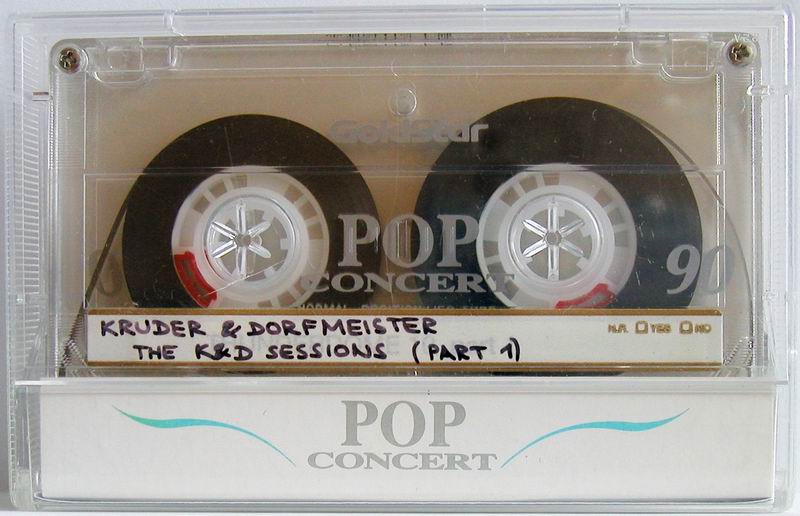 GoldStar
POP
CONCERT
90
KRUDER & DORFMEISTER
THE K&D SESSIONS (PART 1)
N.R. YES NO
POP
CONCERT